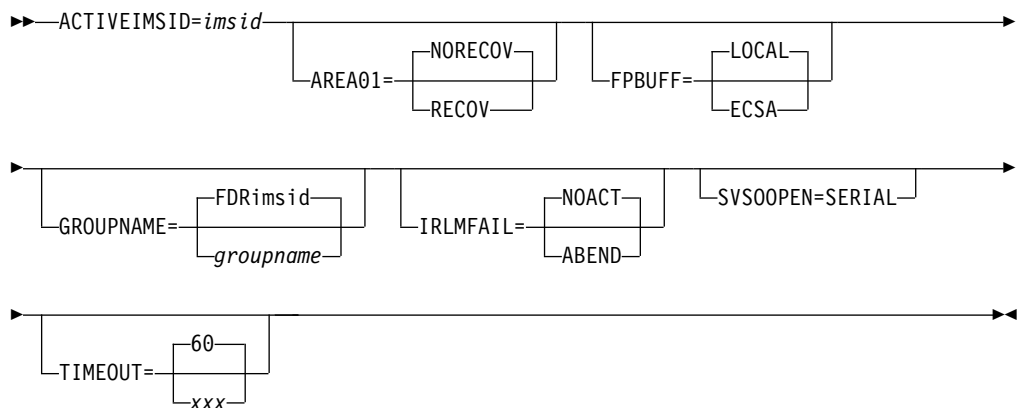 ACTIVEIMSID=imsid
AREA01=
NORECOV
RECOV
FPBUFF=
LOCAL
ECSA
GROUPNAME=
FDRimsid
groupname
IRLMFAIL=
NOACT
ABEND
SVSOOPEN=SERIAL
TIMEOUT=
60
xxx